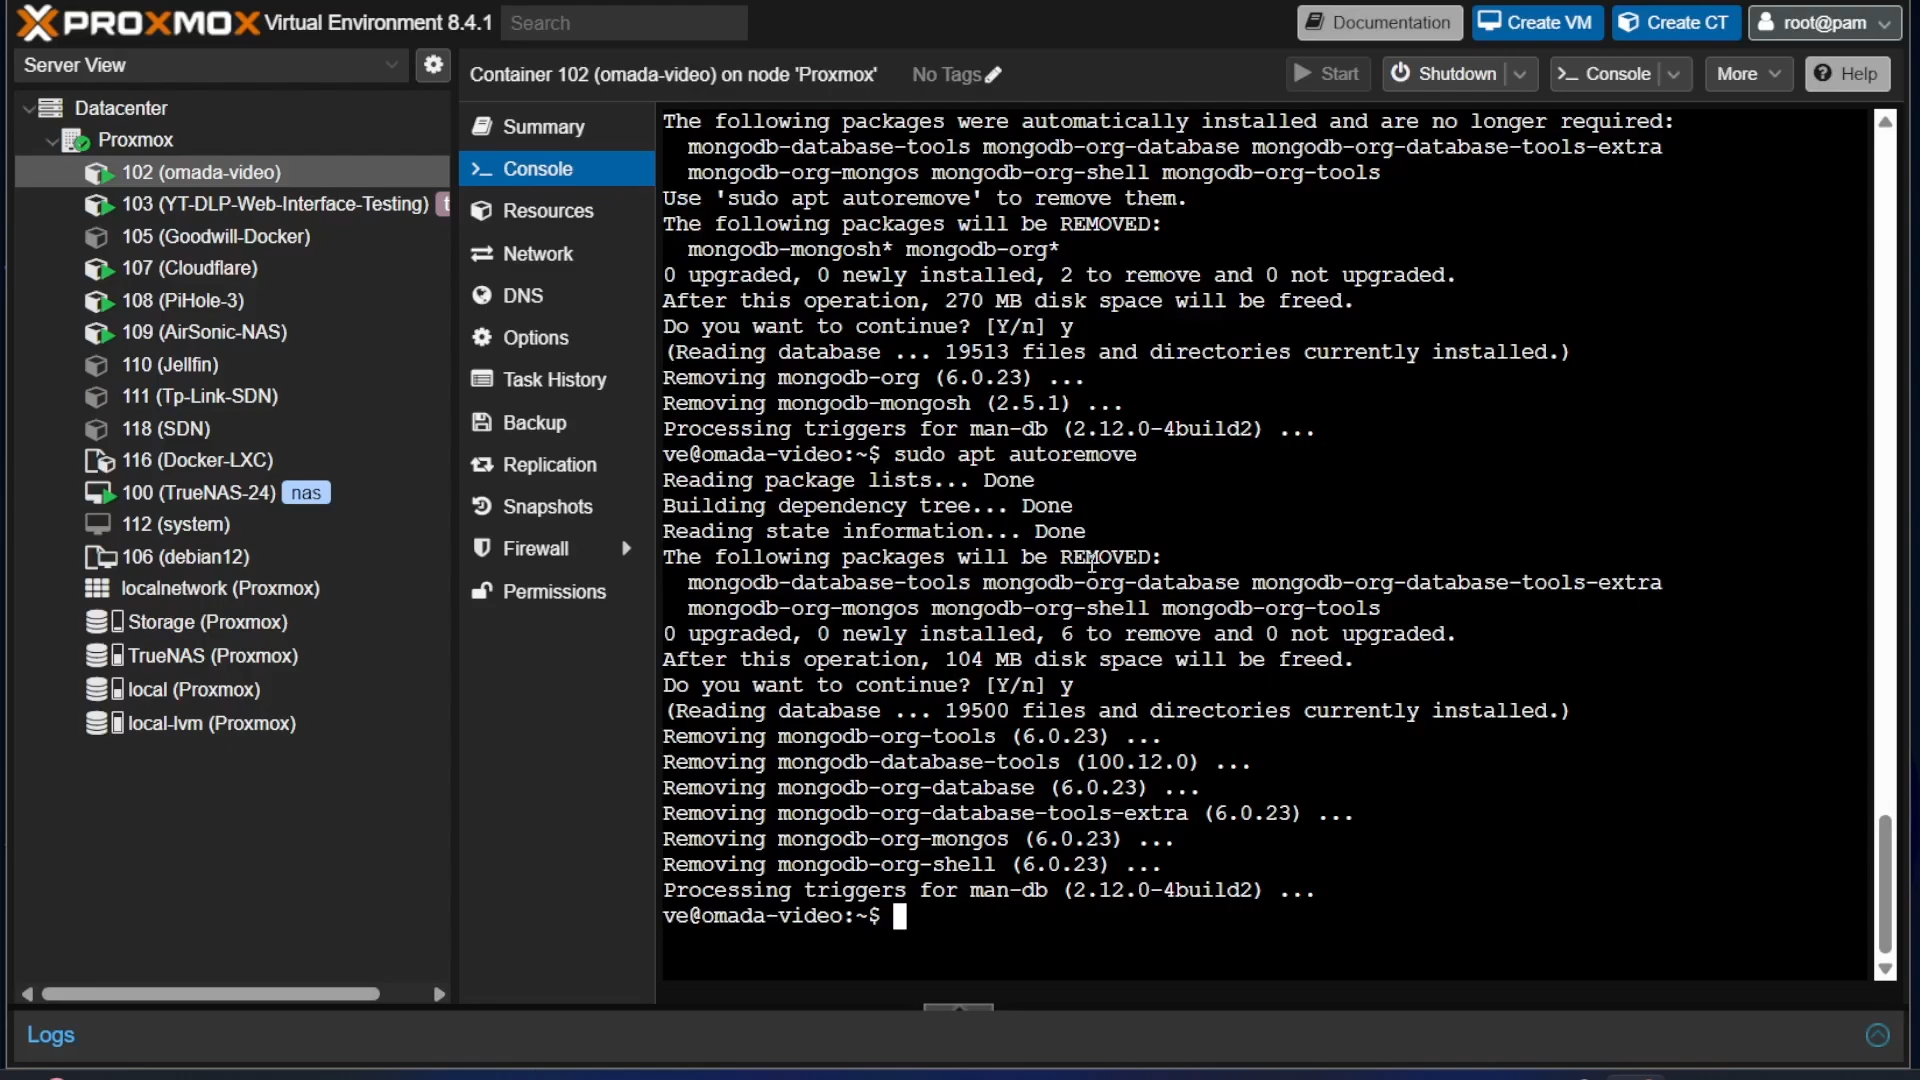 PROXMOX Virtual Environment 8.4.1 Search Documentation Create VM Create CT root@pam
Server View
Container 102 (omada-video) on node 'Proxmox' No Tags Start Shutdown Console More Help
Datacenter
Proxmox
102 (omada-video)
103 (YT-DLP-Web-Interface-Testing) t
105 (Goodwill-Docker)
107 (Cloudflare)
108 (PiHole-3)
109 (AirSonic-NAS)
110 (Jellfin)
111 (Tp-Link-SDN)
118 (SDN)
116 (Docker-LXC)
100 (TrueNAS-24) nas
112 (system)
106 (debian12)
localnetwork (Proxmox)
Storage (Proxmox)
TrueNAS (Proxmox)
local (Proxmox)
local-lvm (Proxmox)
Summary
Console
Resources
Network
DNS
Options
Task History
Backup
Replication
Snapshots
Firewall
Permissions
The following packages were automatically installed and are no longer required:
mongodb-database-tools mongodb-org-database mongodb-org-database-tools-extra
mongodb-org-mongos mongodb-org-shell mongodb-org-tools
Use 'sudo apt autoremove' to remove them.
The following packages will be REMOVED:
mongodb-mongosh* mongodb-org*
0 upgraded, 0 newly installed, 2 to remove and 0 not upgraded.
After this operation, 270 MB disk space will be freed.
Do you want to continue? [Y/n] y
(Reading database ... 19513 files and directories currently installed.)
Removing mongodb-org (6.0.23) ...
Removing mongodb-mongosh (2.5.1) ...
Processing triggers for man-db (2.12.0-4build2) ...
ve@omada-video:~$ sudo apt autoremove
Reading package lists... Done
Building dependency tree... Done
Reading state information... Done
The following packages will be REMOVED:
mongodb-database-tools mongodb-org-database mongodb-org-database-tools-extra
mongodb-org-mongos mongodb-org-shell mongodb-org-tools
0 upgraded, 0 newly installed, 6 to remove and 0 not upgraded.
After this operation, 104 MB disk space will be freed.
Do you want to continue? [Y/n] y
(Reading database ... 19500 files and directories currently installed.)
Removing mongodb-org-tools (6.0.23) ...
Removing mongodb-database-tools (100.12.0) ...
Removing mongodb-org-database (6.0.23) ...
Removing mongodb-org-database-tools-extra (6.0.23) ...
Removing mongodb-org-mongos (6.0.23) ...
Removing mongodb-org-shell (6.0.23) ...
Processing triggers for man-db (2.12.0-4build2) ...
ve@omada-video:~$
Logs